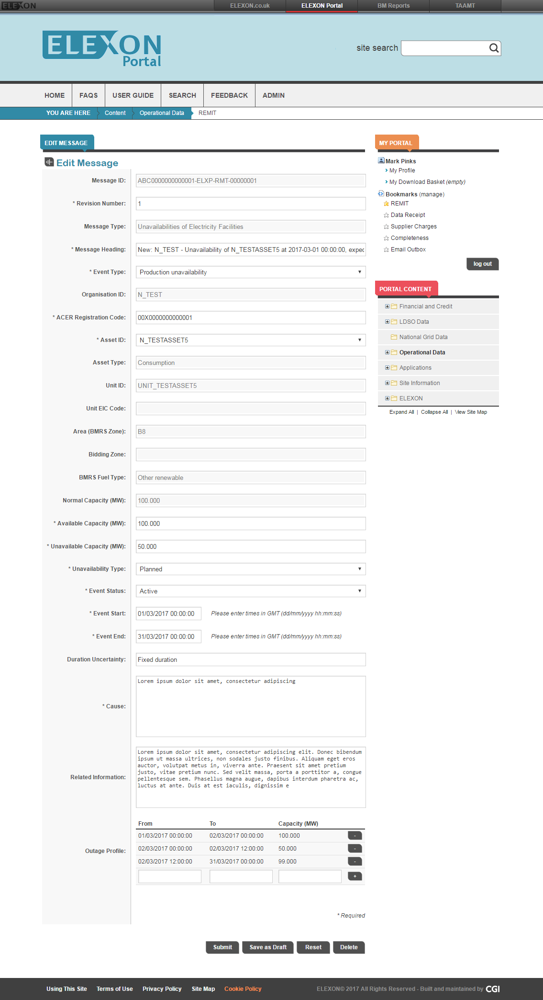 ELEXON
ELEXON.co.uk
ELEXON Portal
BM Reports
TAAMT
ELEXON
Portal
site search
HOME
FAQS
USER GUIDE
SEARCH
FEEDBACK
ADMIN
YOU ARE HERE
Content
Operational Data
REMIT
EDIT MESSAGE
Edit Message
Message ID: ABC0000000000001-ELXP-RMT-00000001
* Revision Number: 1
Message Type: Unavailabilities of Electricity Facilities
* Message Heading: New: N_TEST - Unavailability of N_TESTASSET5 at 2017-03-01 00:00:00, expec
* Event Type: Production unavailability
Organisation ID: N_TEST
* ACER Registration Code: 00X0000000000001
* Asset ID: N_TESTASSET5
Asset Type: Consumption
Unit ID: UNIT_TESTASSET5
Unit EIC Code:
Area (BMRS Zone): B8
Bidding Zone:
BMRS Fuel Type: Other renewable
Normal Capacity (MW): 100.000
* Available Capacity (MW): 100.000
* Unavailable Capacity (MW): 50.000
* Unavailability Type: Planned
* Event Status: Active
* Event Start: 01/03/2017 00:00:00 Please enter times in GMT (dd/mm/yyyy hh:mm:ss)
* Event End: 31/03/2017 00:00:00 Please enter times in GMT (dd/mm/yyyy hh:mm:ss)
Duration Uncertainty: Fixed duration
* Cause:
Lorem ipsum dolor sit amet, consectetur adipiscing
Related Information:
Lorem ipsum dolor sit amet, consectetur adipiscing elit. Donec bibendum
ipsum ut massa ultrices, non sodales justo finibus. Aliquam eget eros
auctor, volutpat metus in, viverra ante. Praesent sit amet pretium
justo, vitae pretium nunc. Sed velit massa, porta a porttitor a, congue
pellentesque sem. Phasellus magna augue, dapibus interdum pharetra ac,
luctus at ante. Duis at est iaculis, dignissim e
Outage Profile:
From To Capacity (MW)
01/03/2017 00:00:00 02/03/2017 00:00:00 100.000 -
02/03/2017 00:00:00 02/03/2017 12:00:00 50.000 -
02/03/2017 12:00:00 31/03/2017 00:00:00 99.000 -
+
* Required
Submit
Save as Draft
Reset
Delete
MY PORTAL
Mark Pinks
My Profile
My Download Basket (empty)
Bookmarks (manage)
REMIT
Data Receipt
Supplier Charges
Completeness
Email Outbox
log out
PORTAL CONTENT
Financial and Credit
LDSO Data
National Grid Data
Operational Data
Applications
Site Information
ELEXON
Expand All | Collapse All | View Site Map
Using This Site
Terms of Use
Privacy Policy
Site Map
Cookie Policy
ELEXON© 2017 All Rights Reserved - Built and maintained by CGI